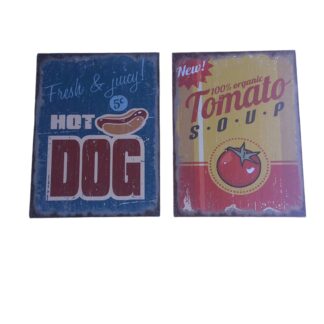 Fresh & juicy!
5¢
HOT
DOG
New!
100% organic
Tomato
S·O·U·P